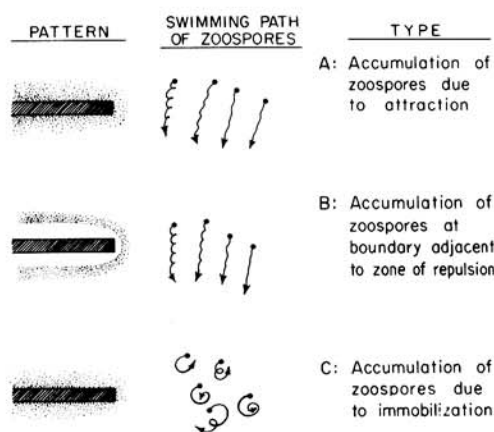 PATTERN
SWIMMING PATH
OF ZOOSPORES
TYPE
A: Accumulation of
zoospores due
to attraction
B: Accumulation of
zoospores at
boundary adjacent
to zone of repulsion
C: Accumulation of
zoospores due
to immobilization